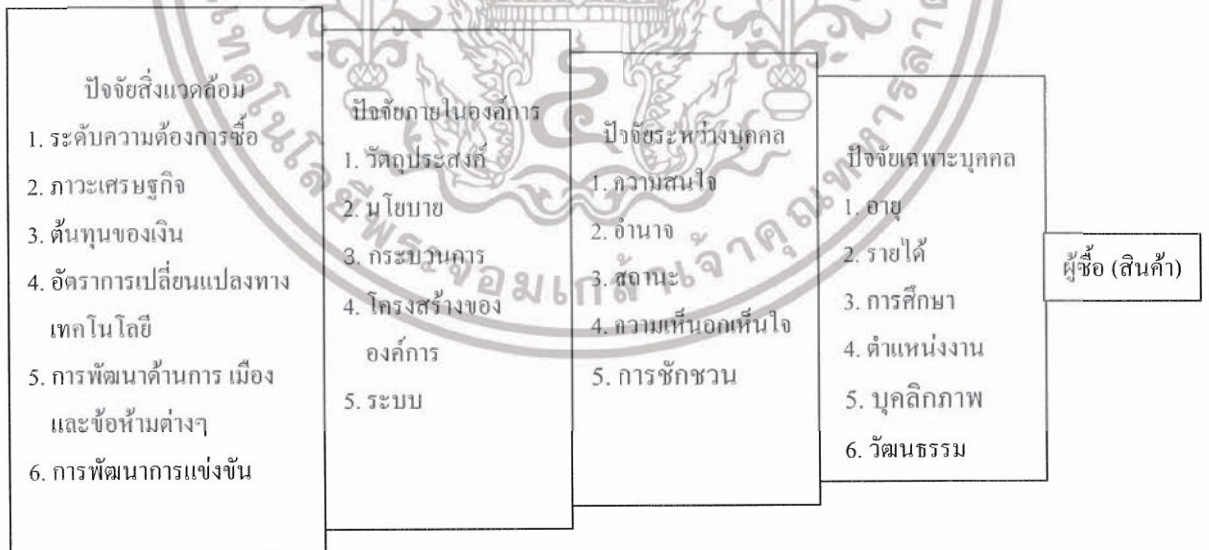 ปัจจัยสิ่งแวดล้อม
1. ระดับความต้องการซื้อ
2. ภาวะเศรษฐกิจ
3. ต้นทุนของเงิน
4. อัตราการเปลี่ยนแปลงทาง
เทคโนโลยี
5. การพัฒนาด้านการ เมือง
และข้อห้ามต่างๆ
6. การพัฒนาการแข่งขัน
ปัจจัยภายในองค์การ
1. วัตถุประสงค์
2. นโยบาย
3. กระบวนการ
4. โครงสร้างของ
องค์การ
5. ระบบ
ปัจจัยระหว่างบุคคล
1. ความสนใจ
2. อำนาจ
3. สถานะ
4. ความเห็นอกเห็นใจ
5. การชักชวน
ปัจจัยเฉพาะบุคคล
1. อายุ
2. รายได้
3. การศึกษา
4. ตำแหน่งงาน
5. บุคลิกภาพ
6. วัฒนธรรม
ผู้ซื้อ (สินค้า)